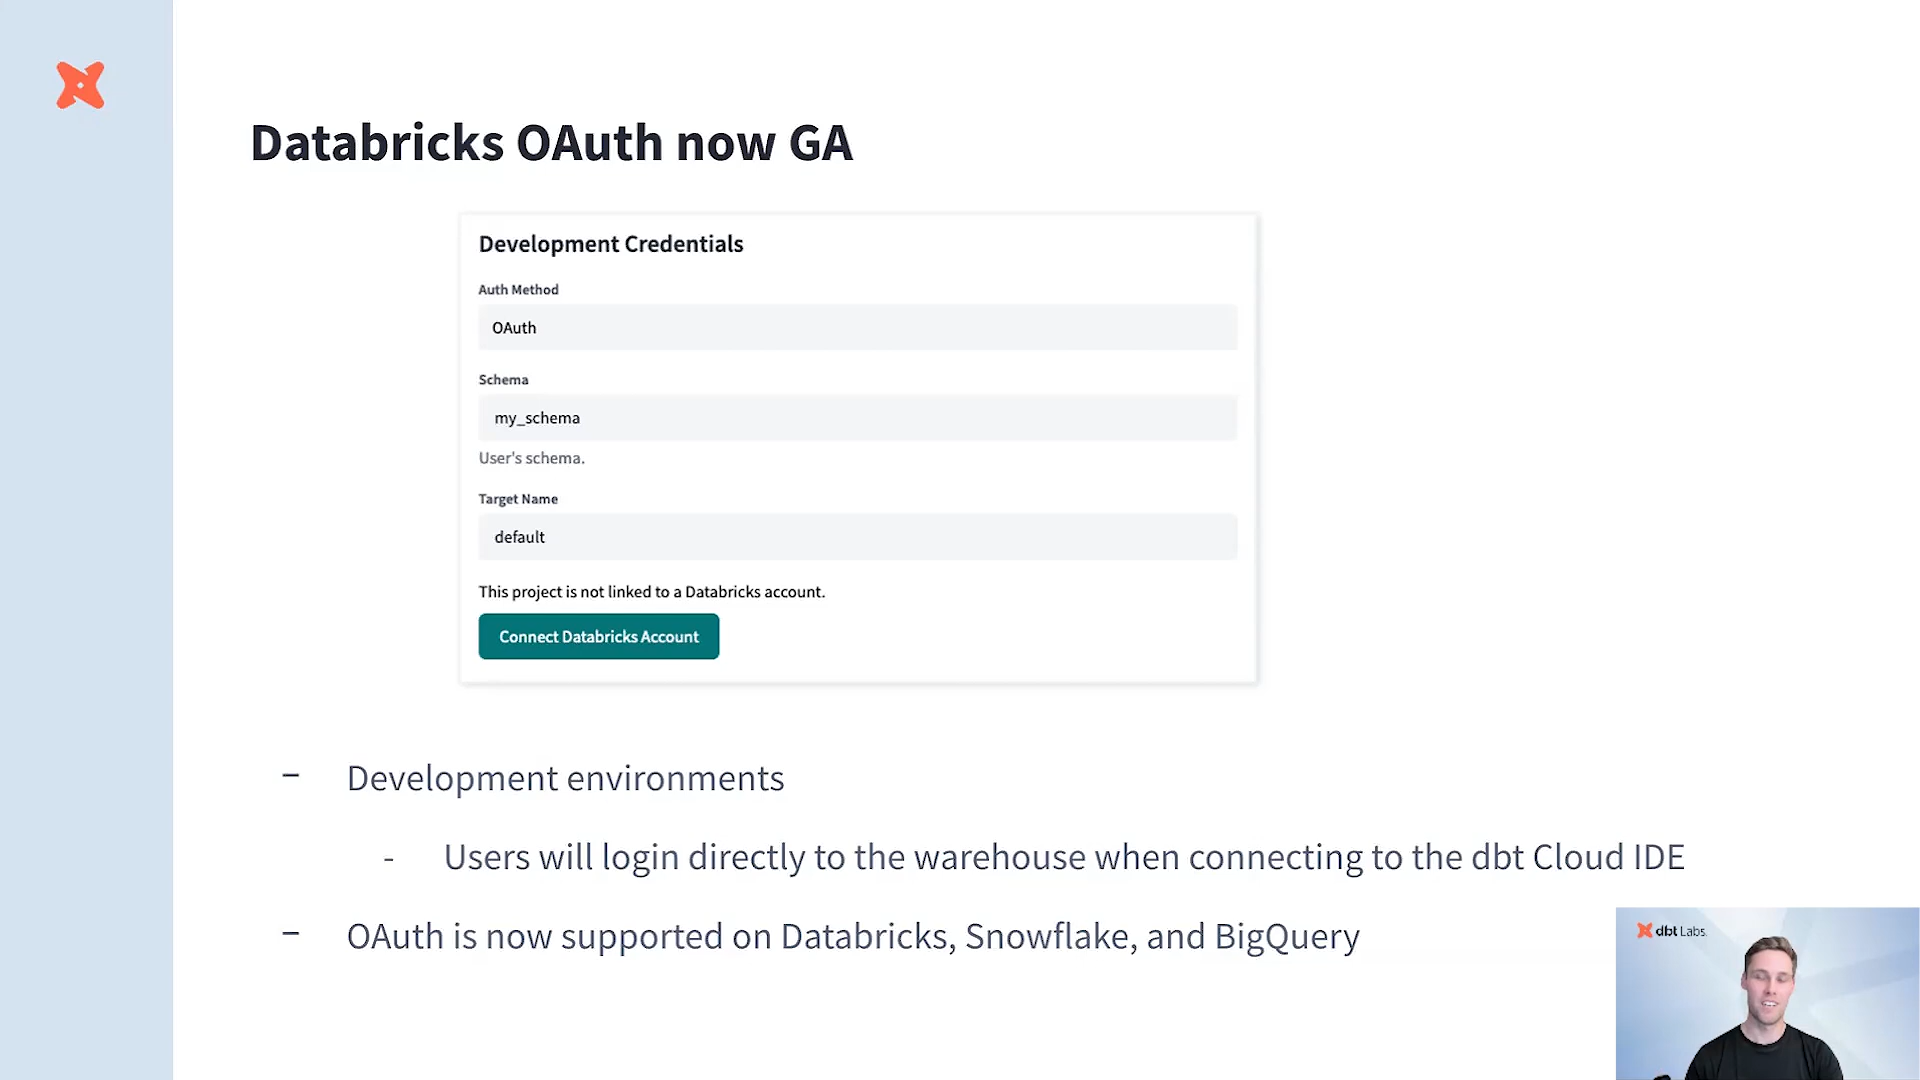 Databricks OAuth now GA
Development Credentials
Auth Method
OAuth
Schema
my_schema
User's schema.
Target Name
default
This project is not linked to a Databricks account.
Connect Databricks Account
– Development environments
- Users will login directly to the warehouse when connecting to the dbt Cloud IDE
– OAuth is now supported on Databricks, Snowflake, and BigQuery
dbt Labs